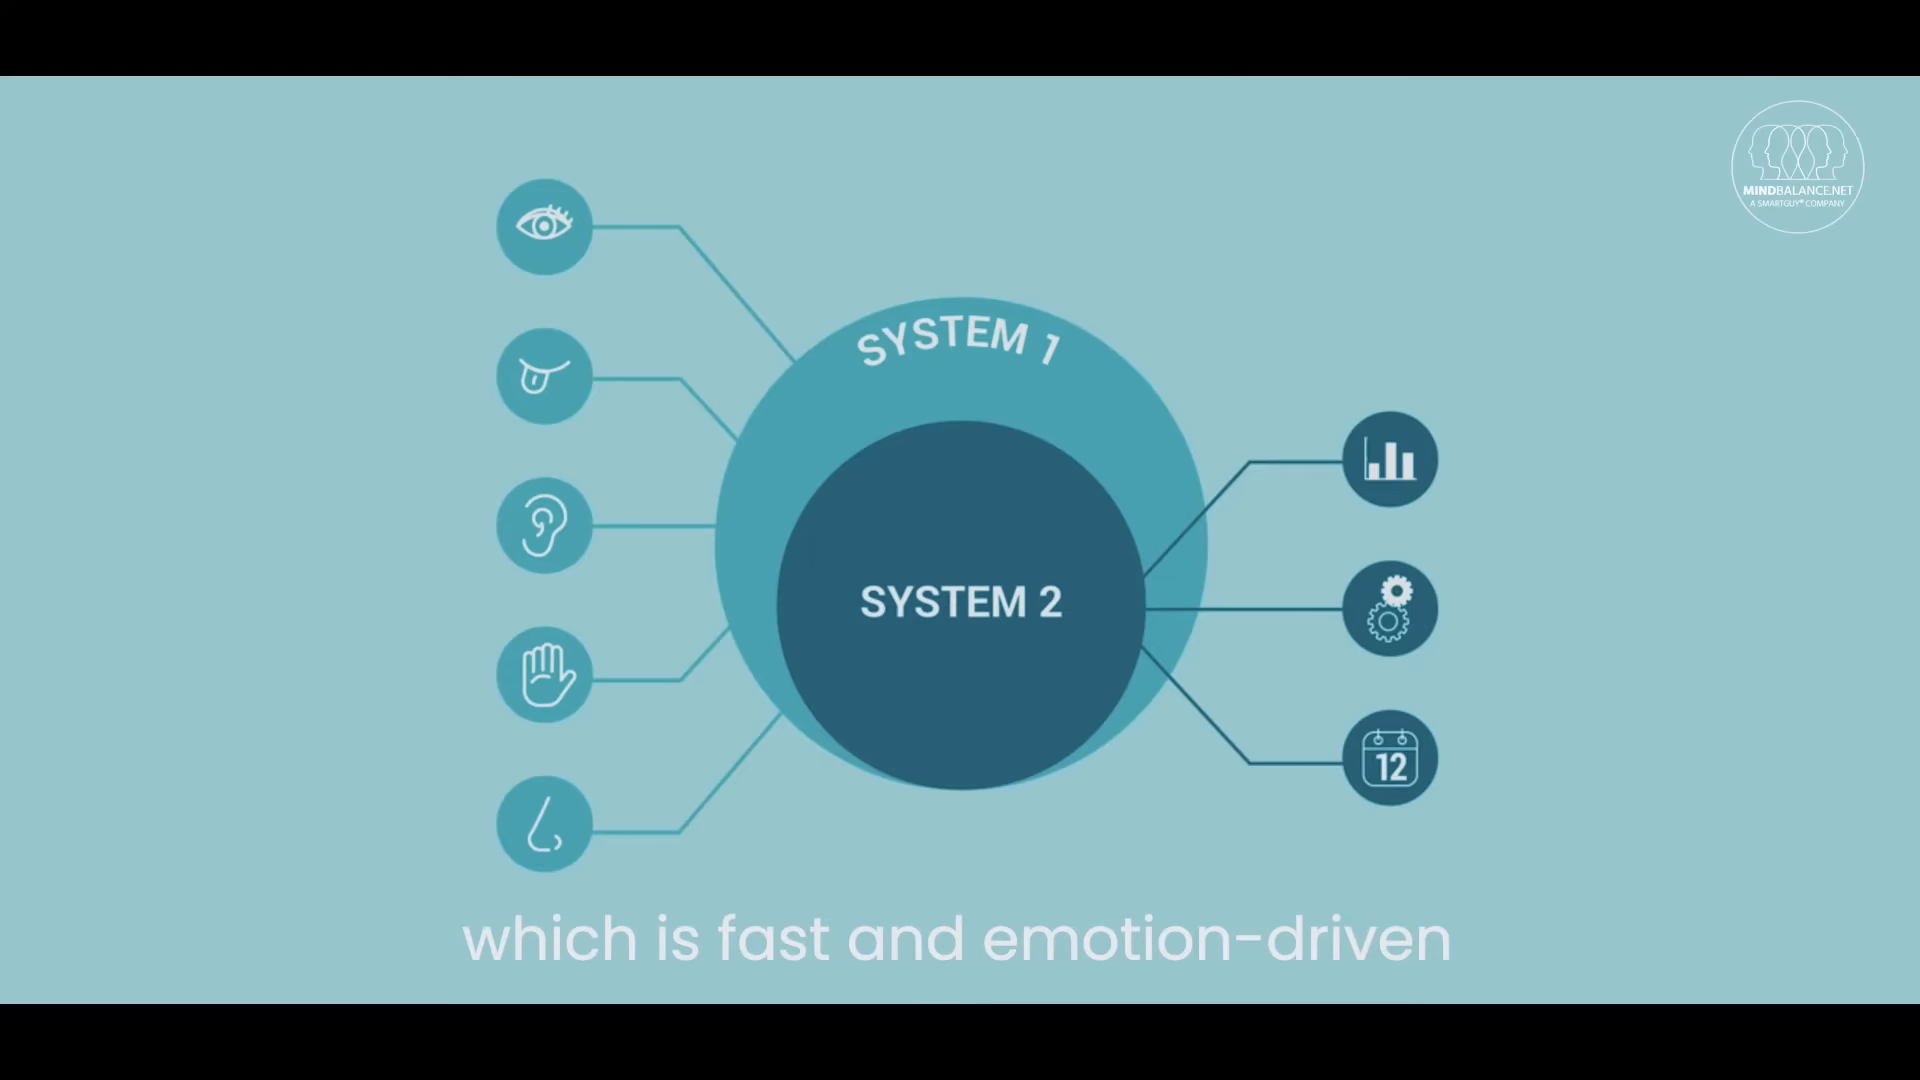 MINDBALANCE.NET
A SMARTGUY® COMPANY
SYSTEM 1
SYSTEM 2
12
which is fast and emotion-driven